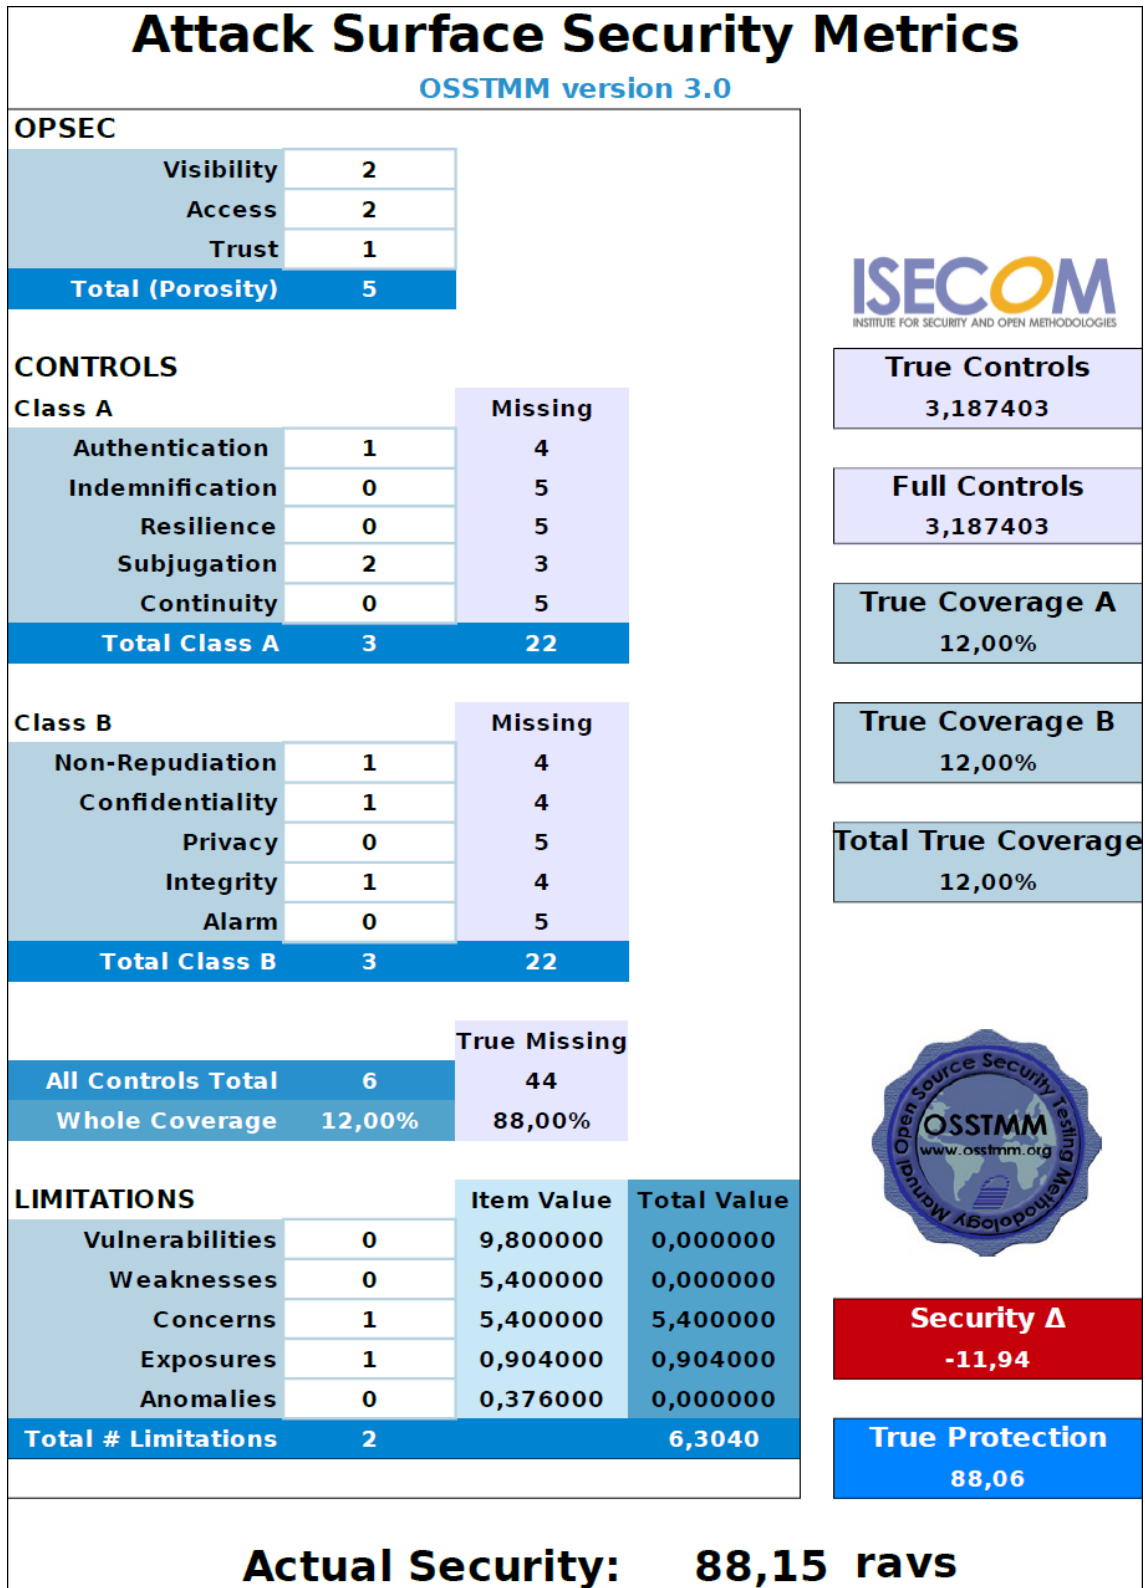 Attack Surface Security Metrics
OSSTMM version 3.0
OPSEC
Visibility 2
Access 2
Trust 1
Total (Porosity) 5
ISECOM
INSTITUTE FOR SECURITY AND OPEN METHODOLOGIES
CONTROLS
Class A Missing
Authentication 1 4
Indemnification 0 5
Resilience 0 5
Subjugation 2 3
Continuity 0 5
Total Class A 3 22
True Controls
3,187403
Full Controls
3,187403
True Coverage A
12,00%
Class B Missing
Non-Repudiation 1 4
Confidentiality 1 4
Privacy 0 5
Integrity 1 4
Alarm 0 5
Total Class B 3 22
True Coverage B
12,00%
Total True Coverage
12,00%
True Missing
All Controls Total 6 44
Whole Coverage 12,00% 88,00%
Open Source Security Testing Methodology Manual
OSSTMM
www.osstmm.org
LIMITATIONS Item Value Total Value
Vulnerabilities 0 9,800000 0,000000
Weaknesses 0 5,400000 0,000000
Concerns 1 5,400000 5,400000
Exposures 1 0,904000 0,904000
Anomalies 0 0,376000 0,000000
Total # Limitations 2 6,3040
Security Δ
-11,94
True Protection
88,06
Actual Security: 88,15 ravs